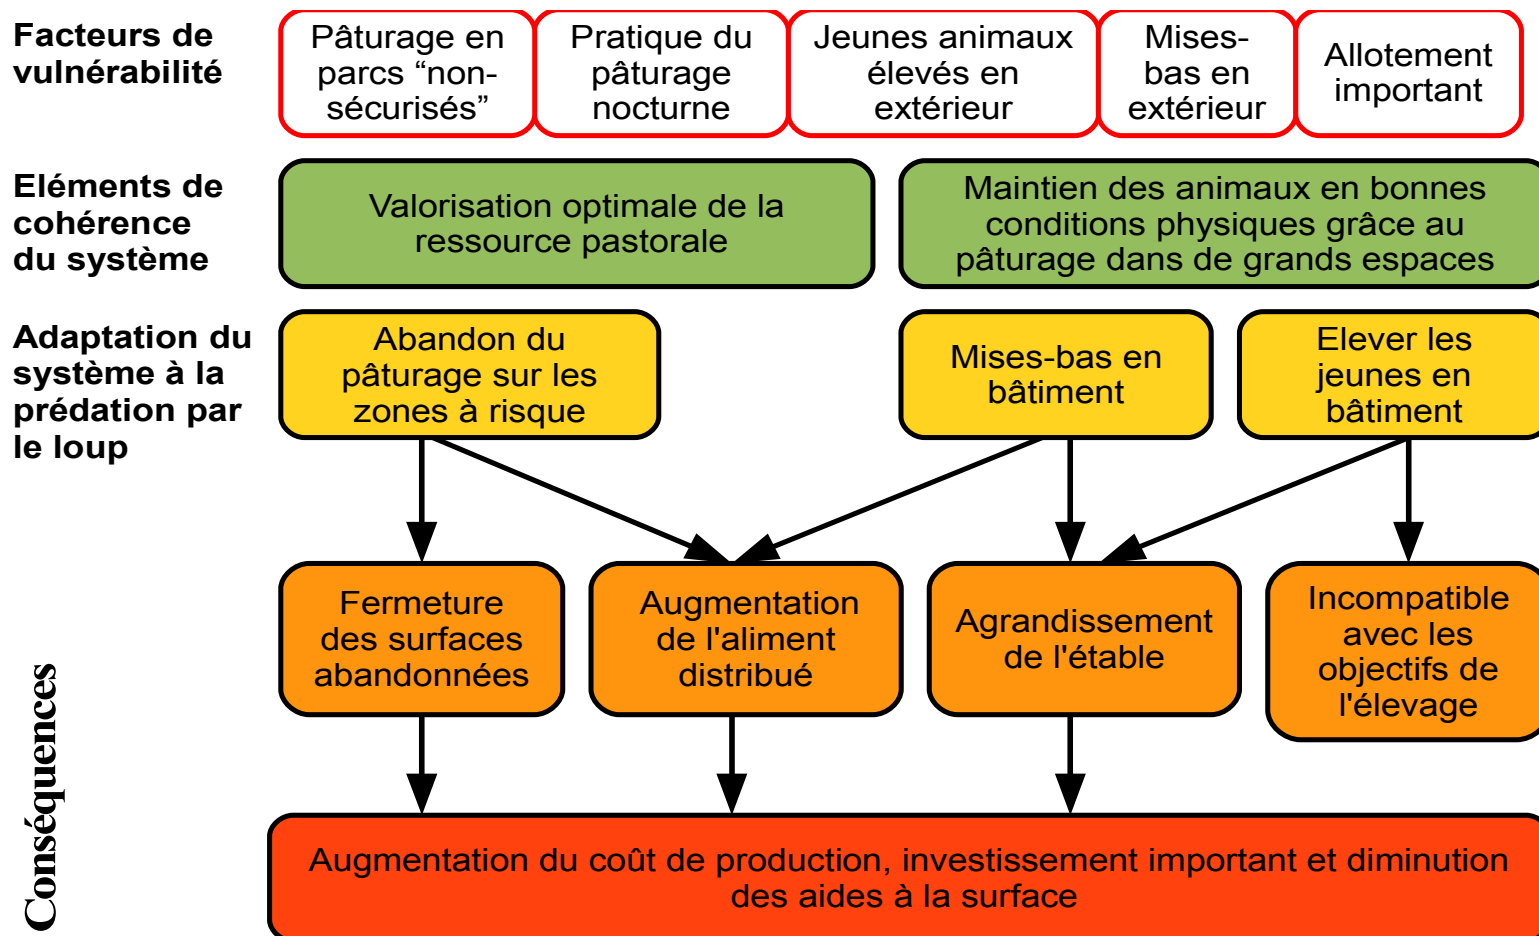 Facteurs de
vulnérabilité
Pâturage en
parcs “non-
sécurisés”
Pratique du
pâturage
nocturne
Jeunes animaux
élevés en
extérieur
Mises-
bas en
extérieur
Allotement
important
Eléments de
cohérence
du système
Valorisation optimale de la
ressource pastorale
Maintien des animaux en bonnes
conditions physiques grâce au
pâturage dans de grands espaces
Adaptation du
système à la
prédation par
le loup
Abandon du
pâturage sur les
zones à risque
Mises-bas en
bâtiment
Elever les
jeunes en
bâtiment
Conséquences
Fermeture
des surfaces
abandonnées
Augmentation
de l'aliment
distribué
Agrandissement
de l'étable
Incompatible
avec les
objectifs de
l'élevage
Augmentation du coût de production, investissement important et diminution
des aides à la surface